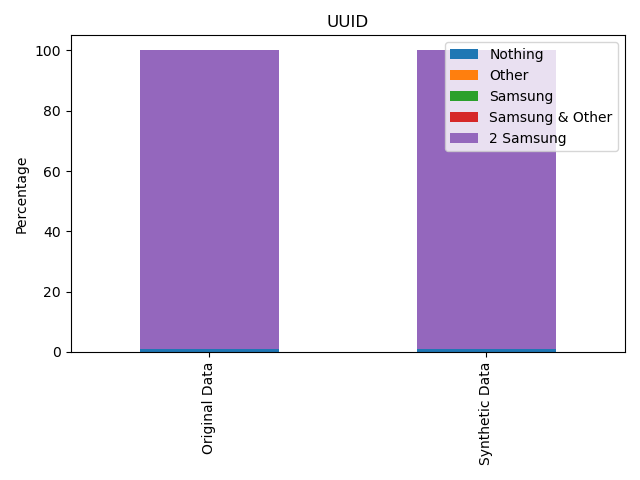 UUID
100
80
60
40
20
0
Percentage
Nothing
Other
Samsung
Samsung & Other
2 Samsung
Original Data
Synthetic Data